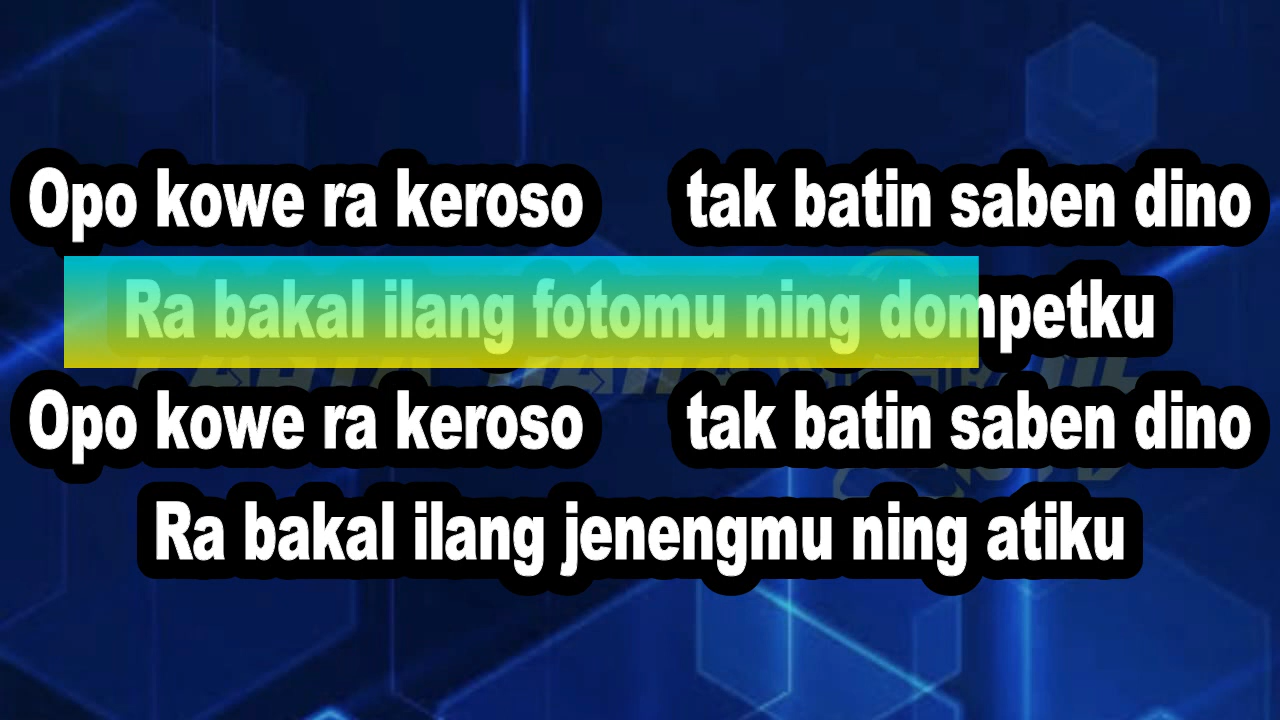 Opo kowe ra keroso tak batin saben dino
Ra bakal ilang fotomu ning dompetku
Opo kowe ra keroso tak batin saben dino
Ra bakal ilang jenengmu ning atiku